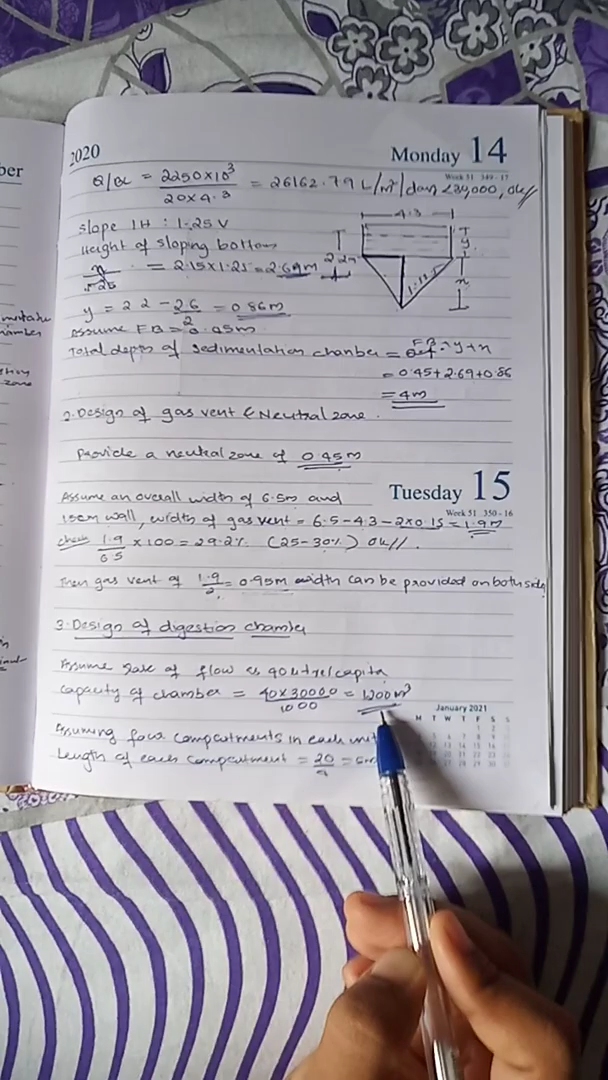 ber
2020
Monday 14
Week 51 349 - 17
Q/BL = 2250×10³ / 20×4.3 = 26162.79 L/m²/day <30,000, Ok//
slope 1H : 1.25V
Height of sloping bottom
= 2.15×1.25 = 2.69m
4.3
y = 2.2 - 2.6/2 = 0.86m
Assume FB = 0.45m
Total depth of sedimentation chamber = FB + y + x
= 0.45+2.69+0.86
= 4m
2. Design of gas vent & Neutral zone.
Provide a neutral zone of 0.45m
Tuesday 15
Week 51 350 - 16
Assume an overall width of 6.5m and
15cm wall, width of gas vent = 6.5-4.3-2×0.15 = 1.9m
check 1.9/6.5 × 100 = 29.2% (25-30%) Ok//.
Then gas vent of 1.9/2 = 0.95m width can be provided on both side
3. Design of digestion chamber
Assume rate of flow as 40 litre/capita
Capacity of chamber = 40×30000/1000 = 1200m³
January 2021
M T W T F S S
Assuming four compartments in each unit
Length of each compartment = 20/4 = 5m